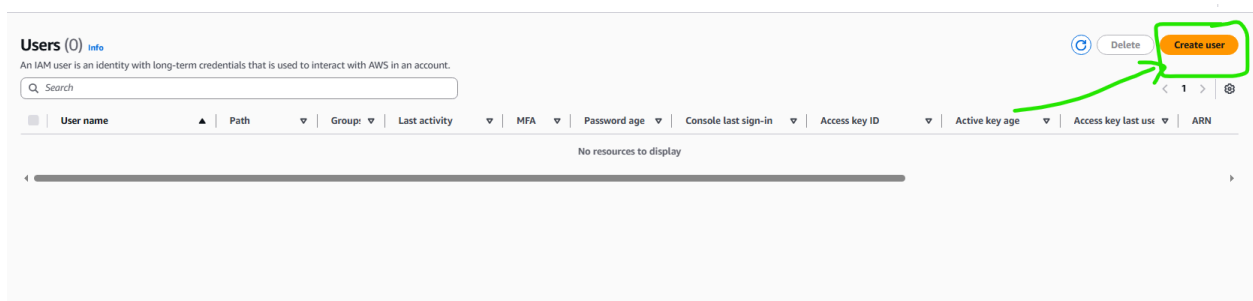 Users (0) Info
Delete
Create user
An IAM user is an identity with long-term credentials that is used to interact with AWS in an account.
Search
1
User name Path Group: Last activity MFA Password age Console last sign-in Access key ID Active key age Access key last use ARN
No resources to display